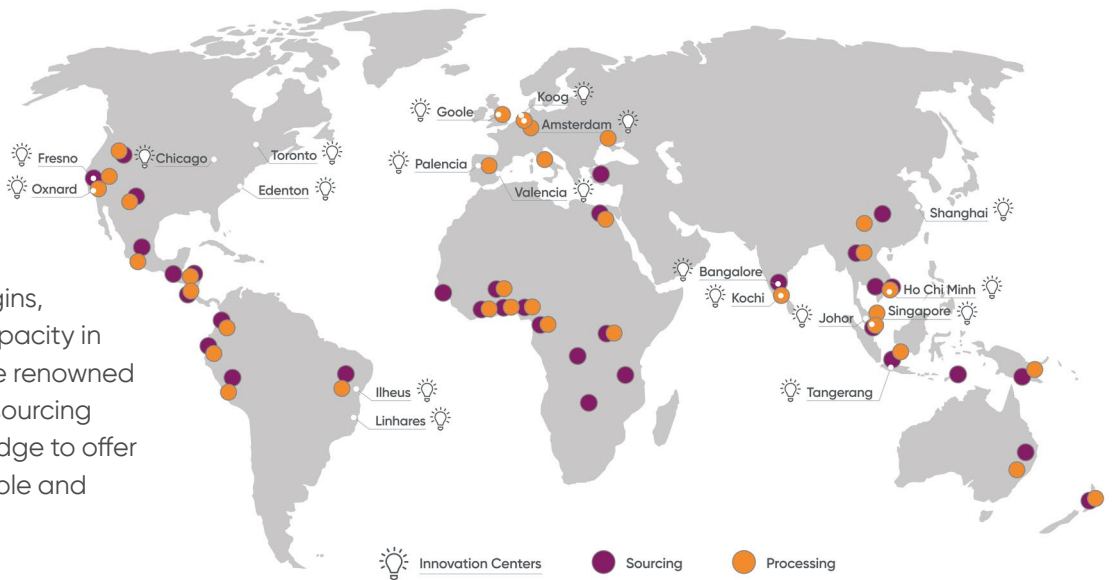 Koog
Goole
Amsterdam
Fresno
Chicago
Toronto
Palencia
Oxnard
Edenton
Valencia
Shanghai
Bangalore
Kochi
Ho Chi Minh
Johor
Singapore
Tangerang
Ilheus
Linhares
gins,
pacity in
e renowned
sourcing
dge to offer
ble and
Innovation Centers
Sourcing
Processing